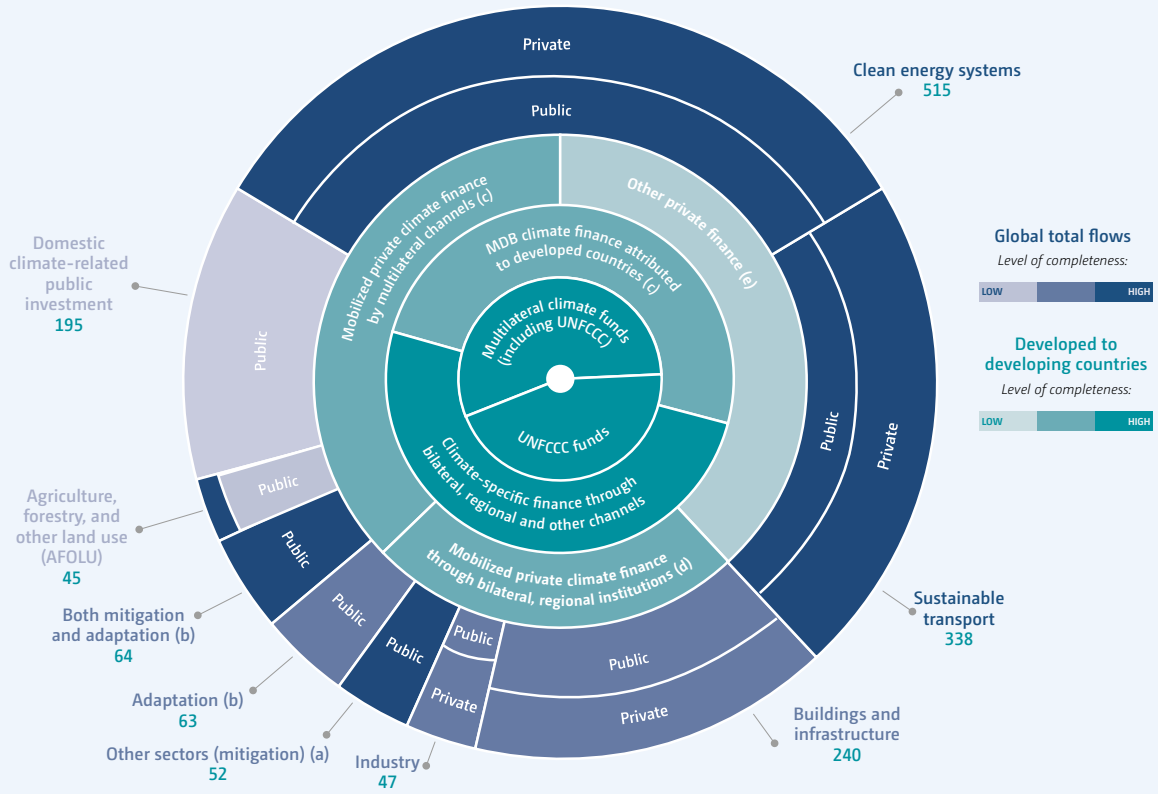 Private
Public
Clean energy systems
515
Other private finance (e)
Mobilized private climate finance
by multilateral channels (c)
MDB climate finance attributed
to developed countries (c)
Multilateral climate funds
(including UNFCCC)
UNFCCC funds
Climate-specific finance through
bilateral, regional and other channels
Mobilized private climate finance
through bilateral, regional institutions (d)
Global total flows
Level of completeness:
LOW
HIGH
Developed to
developing countries
Level of completeness:
LOW
HIGH
Domestic
climate-related
public
investment
195
Public
Public
Private
Agriculture,
forestry, and
other land use
(AFOLU)
45
Public
Both mitigation
and adaptation (b)
64
Public
Adaptation (b)
63
Public
Other sectors (mitigation) (a)
52
Public
Industry
47
Public
Private
Public
Private
Buildings and
infrastructure
240
Sustainable
transport
338